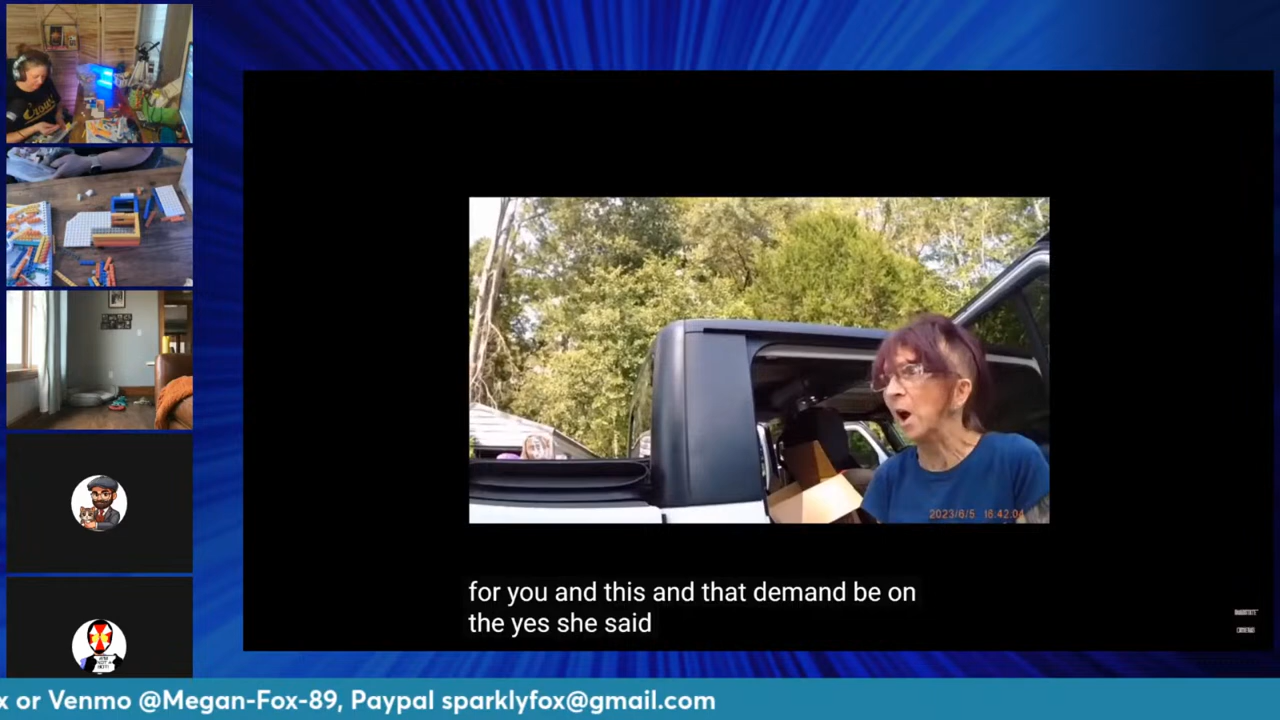 2023/6/5 16:42:04
for you and this and that demand be on
the yes she said
x or Venmo @Megan-Fox-89, Paypal sparklyfox@gmail.com